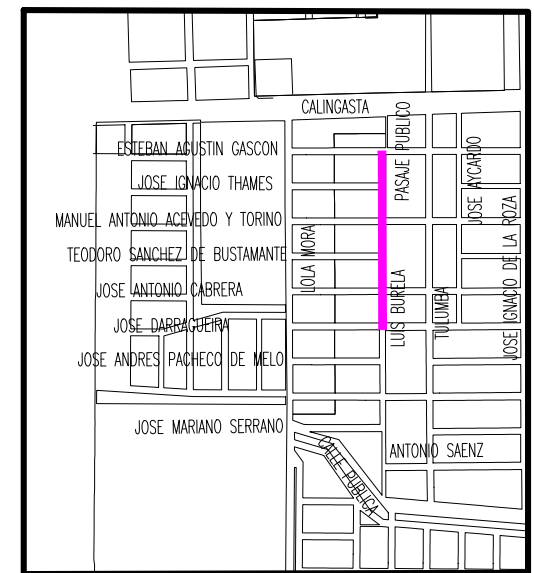 CALINGASTA
PASAJE PUBLICO
ESTEBAN AGUSTIN GASCON
JOSE AYCARDO
JOSE IGNACIO THAMES
MANUEL ANTONIO ACEVEDO Y TORINO
JOSE IGNACIO DE LA ROZA
LOLA MORA
TEODORO SANCHEZ DE BUSTAMANTE
JOSE ANTONIO CABRERA
LUIS BURELA
TULUMBA
JOSE DARRAGUEIRA
JOSE ANDRES PACHECO DE MELO
JOSE MARIANO SERRANO
ANTONIO SAENZ
CALLE PUBLICA